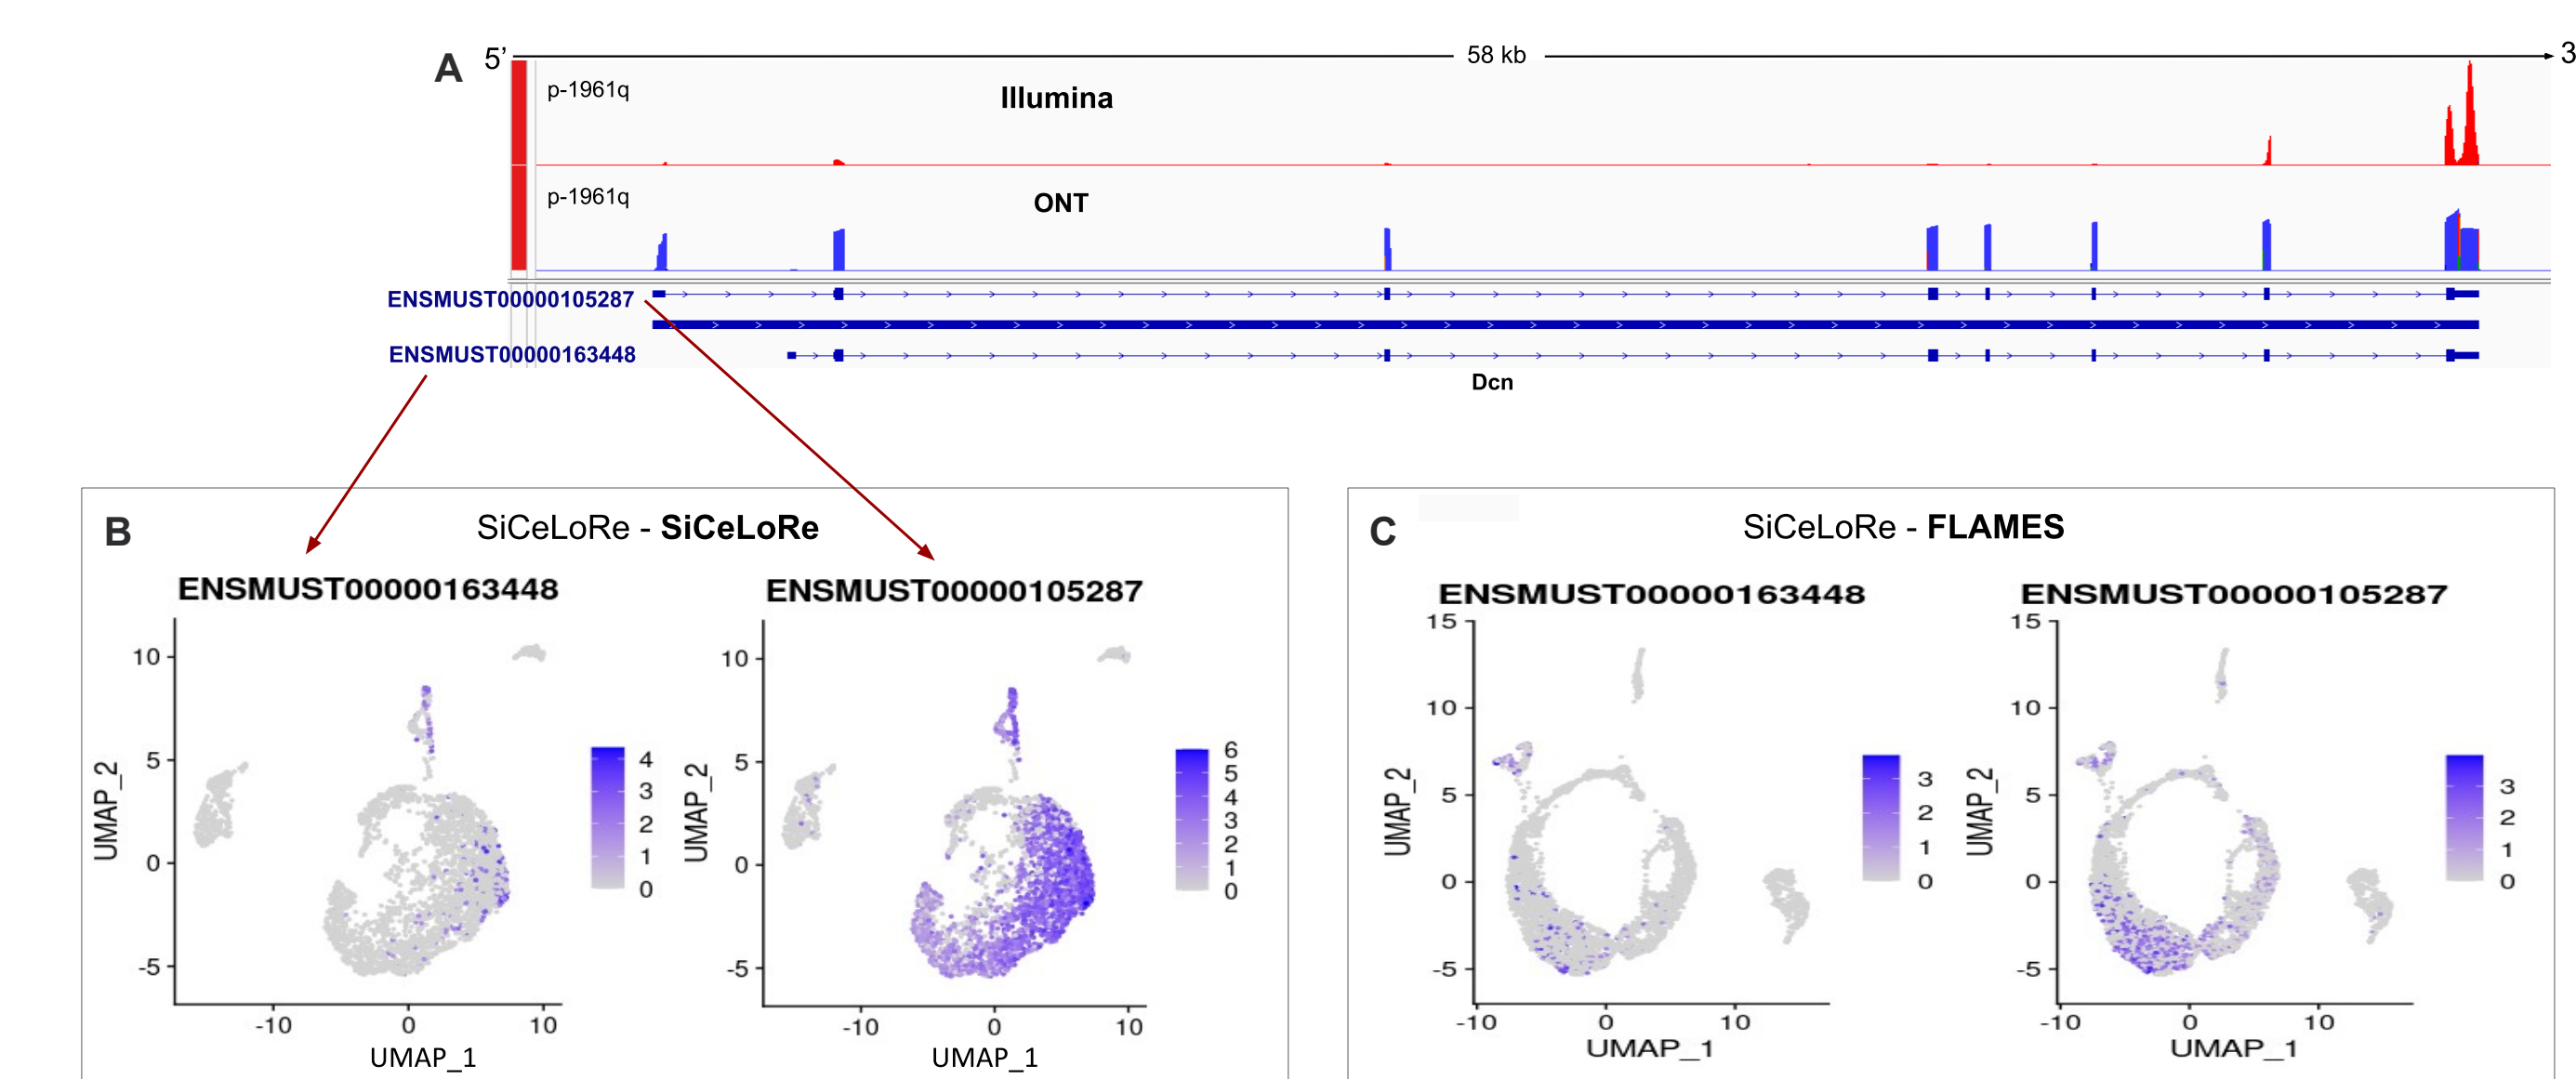 A
5’
58 kb
3
p-1961q
Illumina
p-1961q
ONT
ENSMUST00000105287
ENSMUST00000163448
Dcn
B
SiCeLoRe - SiCeLoRe
ENSMUST00000163448
10
5
0
-5
UMAP_2
-10
0
10
UMAP_1
4
3
2
1
0
ENSMUST00000105287
10
5
0
-5
UMAP_2
-10
0
10
UMAP_1
6
5
4
3
2
1
0
C
SiCeLoRe - FLAMES
ENSMUST00000163448
15
10
5
0
-5
UMAP_2
-10
0
10
UMAP_1
3
2
1
0
ENSMUST00000105287
15
10
5
0
-5
UMAP_2
-10
0
10
UMAP_1
3
2
1
0